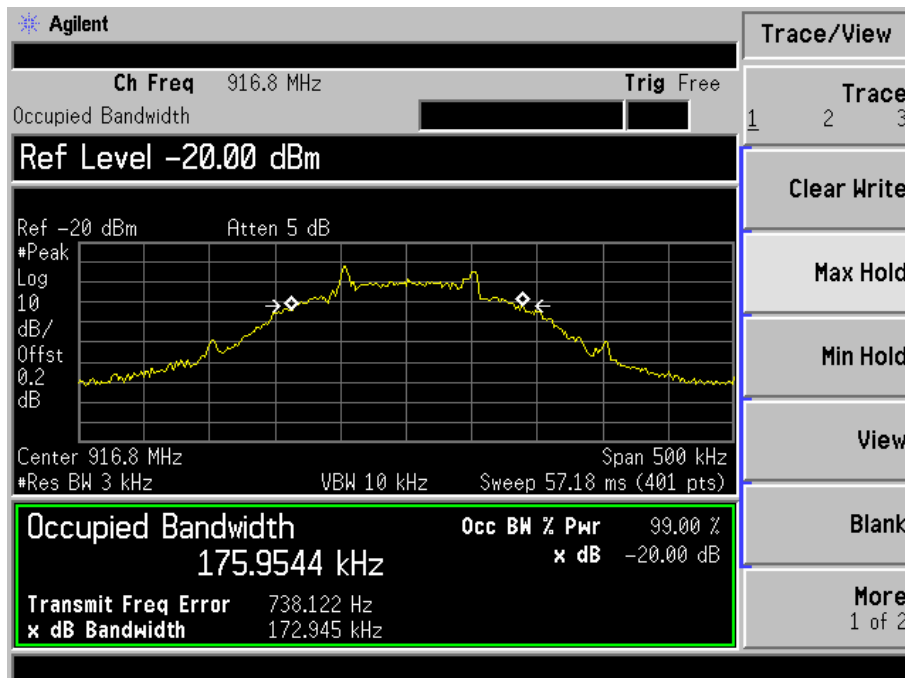 Agilent
Trace/View
Ch Freq 916.8 MHz Trig Free
Occupied Bandwidth
Trace
1 2 3
Ref Level -20.00 dBm
Clear Write
Ref -20 dBm Atten 5 dB
#Peak
Log
10
dB/
Offst
0.2
dB
Max Hold
Min Hold
View
Center 916.8 MHz Span 500 kHz
#Res BW 3 kHz VBW 10 kHz Sweep 57.18 ms (401 pts)
Occupied Bandwidth
175.9544 kHz
Occ BW % Pwr 99.00 %
x dB -20.00 dB
Transmit Freq Error 738.122 Hz
x dB Bandwidth 172.945 kHz
Blank
More
1 of 2